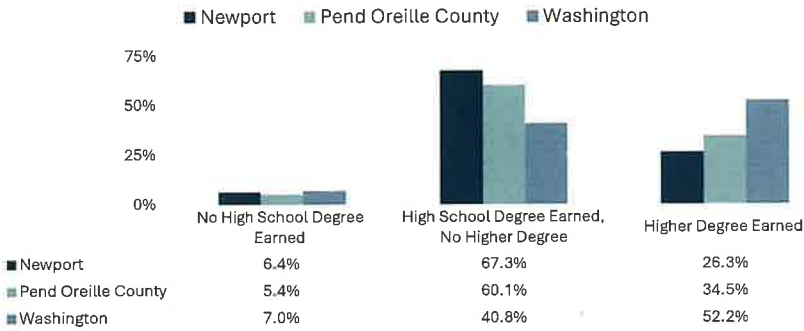 Newport Pend Oreille County Washington
75%
50%
25%
0%
No High School Degree Earned
High School Degree Earned, No Higher Degree
Higher Degree Earned
Newport 6.4% 67.3% 26.3%
Pend Oreille County 5.4% 60.1% 34.5%
Washington 7.0% 40.8% 52.2%